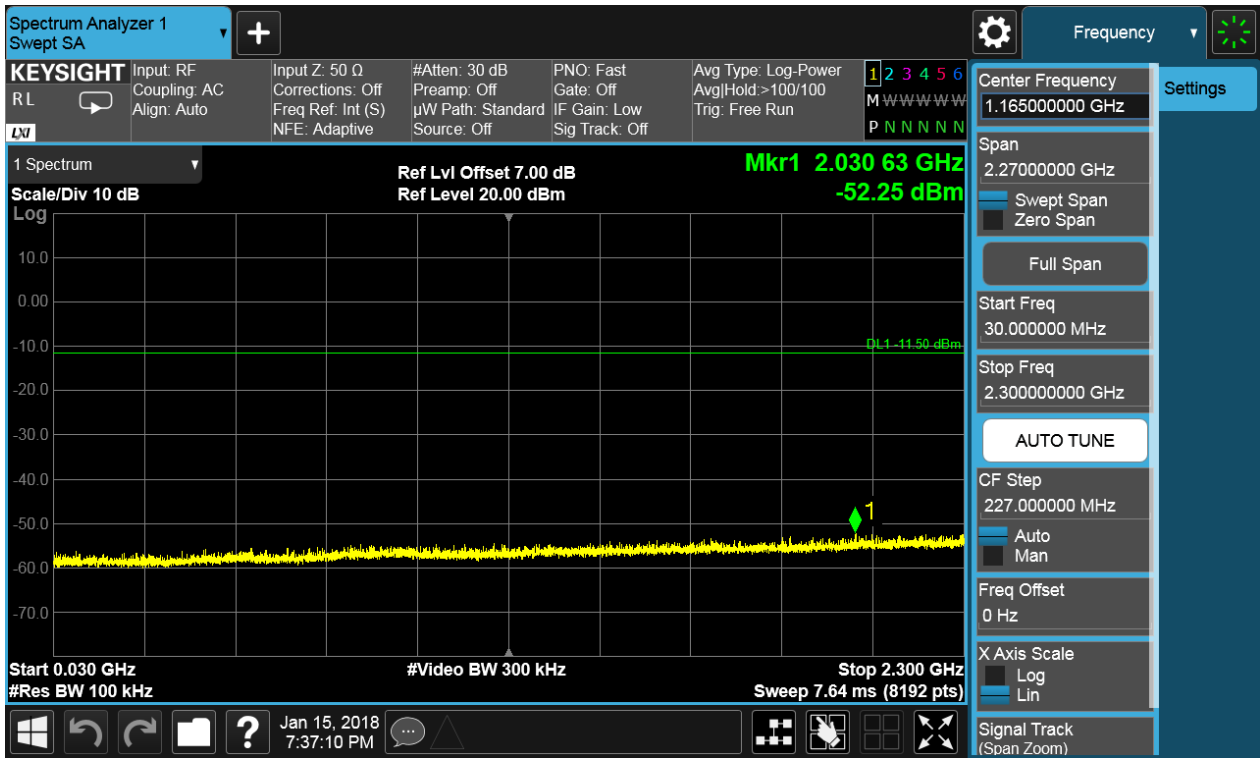 Spectrum Analyzer 1
Swept SA
+
Frequency
KEYSIGHT
RL
LXI
Input: RF
Coupling: AC
Align: Auto
Input Z: 50 Ω
Corrections: Off
Freq Ref: Int (S)
NFE: Adaptive
#Atten: 30 dB
Preamp: Off
µW Path: Standard
Source: Off
PNO: Fast
Gate: Off
IF Gain: Low
Sig Track: Off
Avg Type: Log-Power
Avg|Hold:>100/100
Trig: Free Run
1 2 3 4 5 6
M W W W W W
P N N N N N
1 Spectrum
Scale/Div 10 dB
Log
Ref Lvl Offset 7.00 dB
Ref Level 20.00 dBm
Mkr1 2.030 63 GHz
-52.25 dBm
10.0
0.00
-10.0
DL1 -11.50 dBm
-20.0
-30.0
-40.0
-50.0
1
-60.0
-70.0
Start 0.030 GHz
#Res BW 100 kHz
#Video BW 300 kHz
Stop 2.300 GHz
Sweep 7.64 ms (8192 pts)
?
Jan 15, 2018
7:37:10 PM
Center Frequency
1.165000000 GHz
Span
2.27000000 GHz
Swept Span
Zero Span
Full Span
Start Freq
30.000000 MHz
Stop Freq
2.300000000 GHz
AUTO TUNE
CF Step
227.000000 MHz
Auto
Man
Freq Offset
0 Hz
X Axis Scale
Log
Lin
Signal Track
(Span Zoom)
Settings